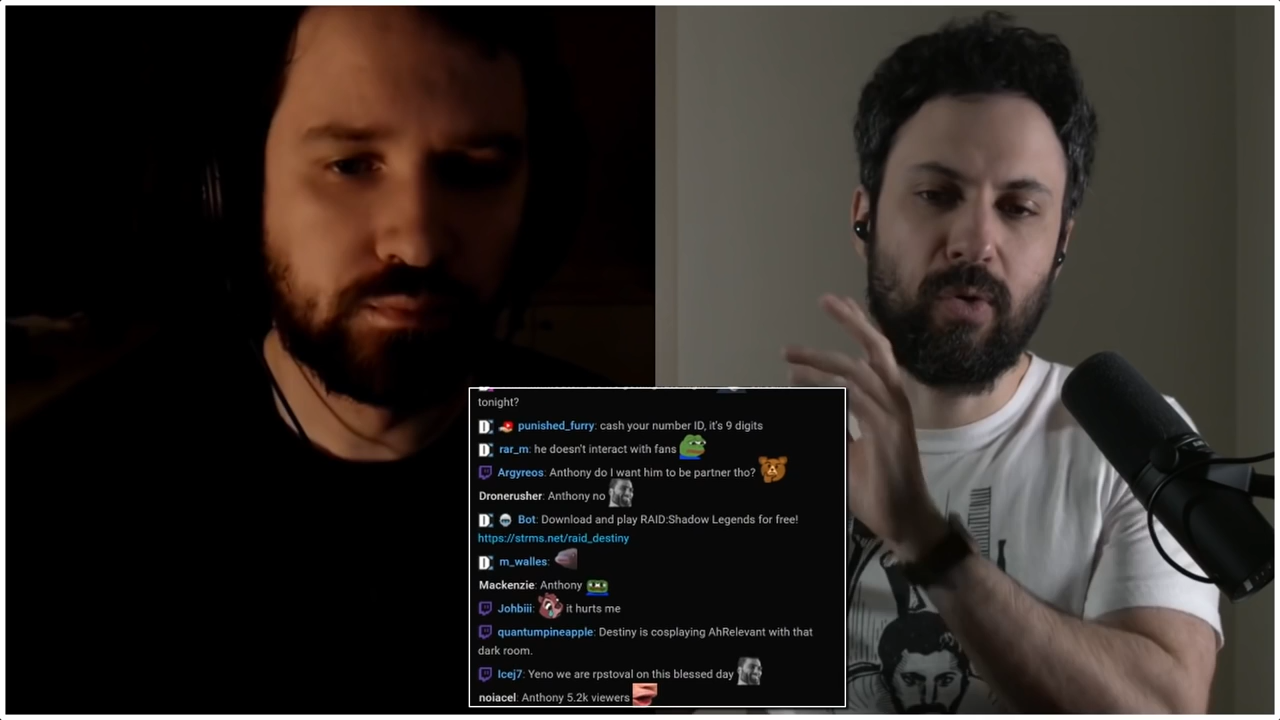 tonight?
punished_furry: cash your number ID, it's 9 digits
rar_m: he doesn't interact with fans
Argyreos: Anthony do I want him to be partner tho?
Dronerusher: Anthony no
Bot: Download and play RAID:Shadow Legends for free!
https://strms.net/raid_destiny
m_walles:
Mackenzie: Anthony
Johbiii: it hurts me
quantumpineapple: Destiny is cosplaying AhRelevant with that
dark room.
Icej7: Yeno we are rpstoval on this blessed day
noiacel: Anthony 5.2k viewers